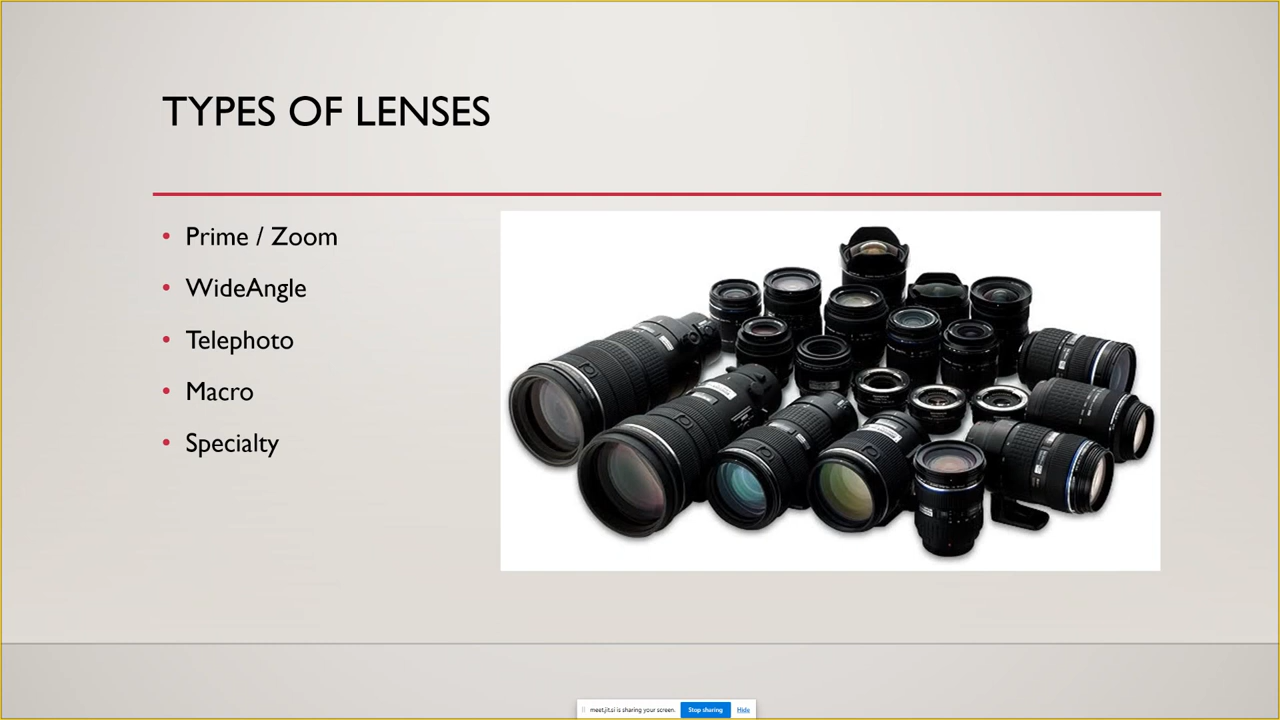 TYPES OF LENSES
Prime / Zoom
WideAngle
Telephoto
Macro
Specialty
meet.jit.si is sharing your screen. Stop sharing Hide